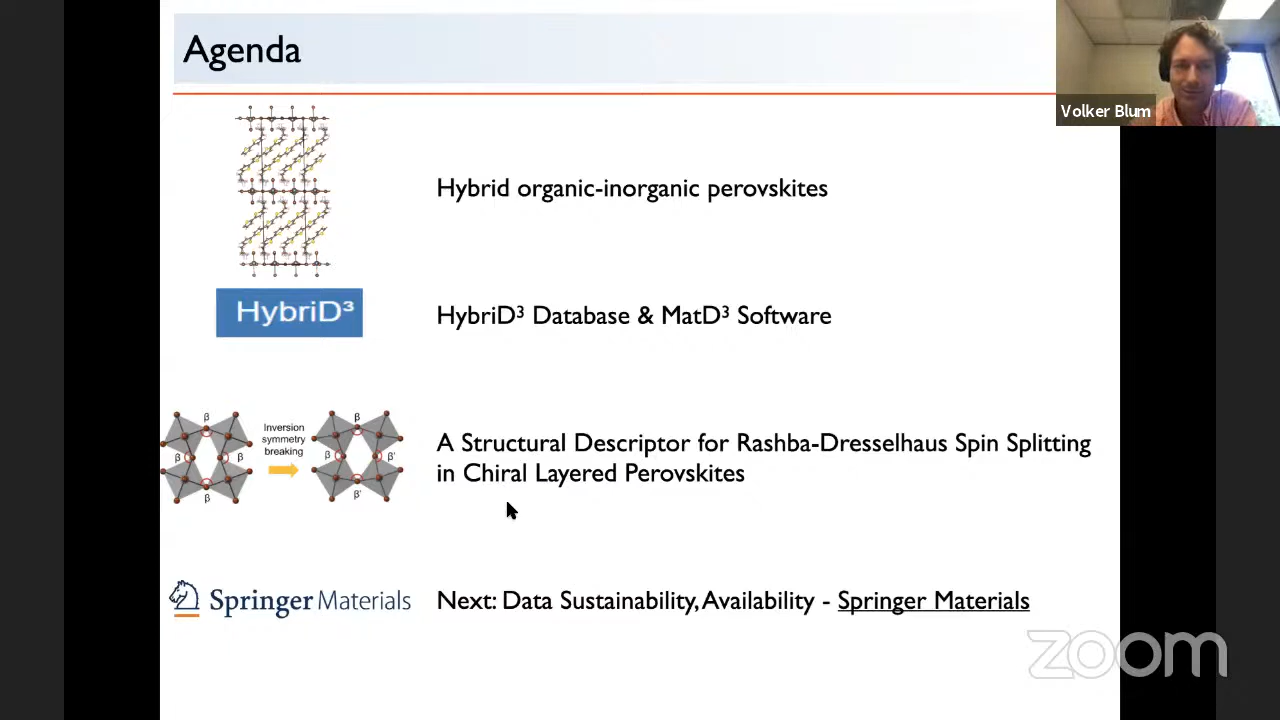 Agenda
Volker Blum
Hybrid organic-inorganic perovskites
HybriD³
HybriD³ Database & MatD³ Software
β
β
β
β
Inversion
symmetry
breaking
β
β
β'
β'
A Structural Descriptor for Rashba-Dresselhaus Spin Splitting
in Chiral Layered Perovskites
Springer Materials
Next: Data Sustainability, Availability - Springer Materials
zoom